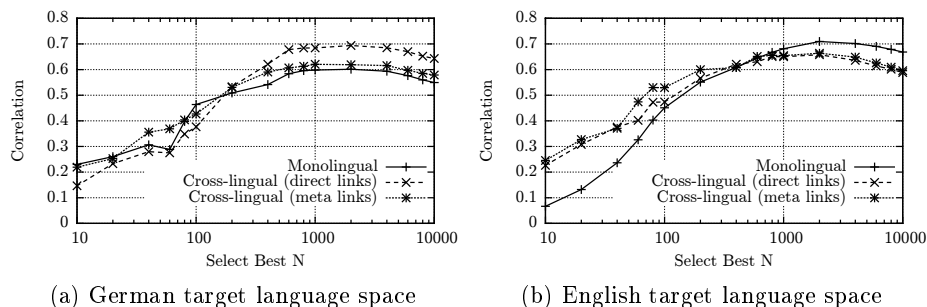 0.8
0.7
0.6
0.5
0.4
0.3
0.2
0.1
0
Correlation
Monolingual
Cross-lingual (direct links)
Cross-lingual (meta links)
10 100 1000 10000
Select Best N
(a) German target language space
0.8
0.7
0.6
0.5
0.4
0.3
0.2
0.1
0
Correlation
Monolingual
Cross-lingual (direct links)
Cross-lingual (meta links)
10 100 1000 10000
Select Best N
(b) English target language space